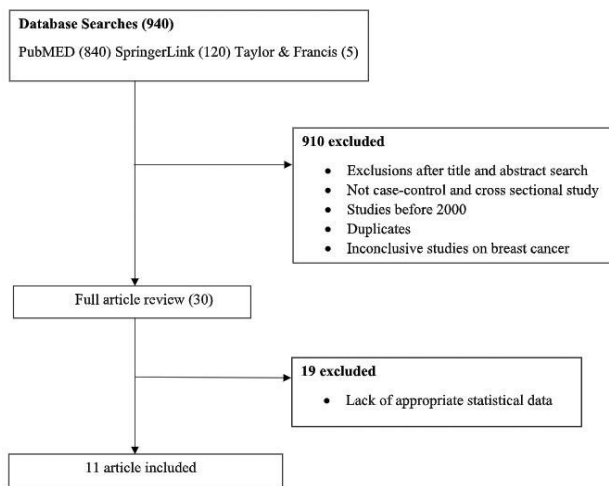 Database Searches (940)
PubMED (840) SpringerLink (120) Taylor & Francis (5)
910 excluded
• Exclusions after title and abstract search
• Not case-control and cross sectional study
• Studies before 2000
• Duplicates
• Inconclusive studies on breast cancer
Full article review (30)
19 excluded
• Lack of appropriate statistical data
11 article included